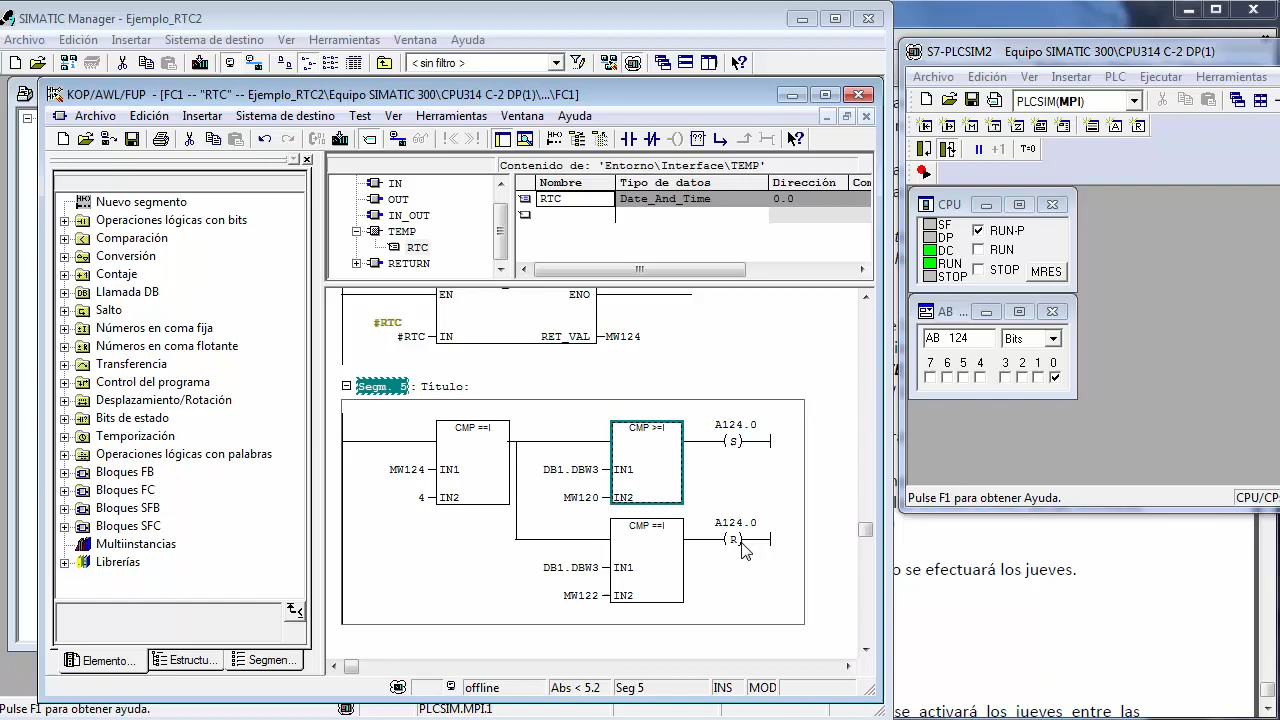 SIMATIC Manager - Ejemplo_RTC2
Archivo Edición Insertar Sistema de destino Ver Herramientas Ventana Ayuda
< sin filtro >
KOP/AWL/FUP - [FC1 -- "RTC" -- Ejemplo_RTC2\Equipo SIMATIC 300\CPU314 C-2 DP(1)\...\FC1]
Archivo Edición Insertar Sistema de destino Test Ver Herramientas Ventana Ayuda
Nuevo segmento
Operaciones lógicas con bits
Comparación
Conversión
Contaje
Llamada DB
Salto
Números en coma fija
Números en coma flotante
Transferencia
Control del programa
Desplazamiento/Rotación
Bits de estado
Temporización
Operaciones lógicas con palabras
Bloques FB
Bloques FC
Bloques SFB
Bloques SFC
Multiinstancias
Librerías
Elemento...
Estructu...
Segmen...
IN
OUT
IN_OUT
TEMP
RTC
RETURN
Contenido de: 'Entorno\Interface\TEMP'
Nombre Tipo de datos Dirección Co
RTC Date_And_Time 0.0
EN ENO
#RTC
#RTC IN RET_VAL MW124
Segm. 5 : Título:
A124.0
CMP ==I CMP >=I
(S)
MW124 IN1 DB1.DBW3 IN1
4 IN2 MW120 IN2
A124.0
CMP ==I
(R)
DB1.DBW3 IN1
MW122 IN2
offline Abs < 5.2 Seg 5 INS MOD
Pulse F1 para obtener Ayuda. PLCSIM.MPI.1
S7-PLCSIM2 Equipo SIMATIC 300\CPU314 C-2 DP(1)
Archivo Edición Ver Insertar PLC Ejecutar Herramientas
PLCSIM(MPI)
+1 T=0
CPU
SF
DP
DC
RUN
STOP
RUN-P
RUN
STOP MRES
AB ...
AB 124 Bits
7 6 5 4 3 2 1 0
Pulse F1 para obtener Ayuda. CPU/CP
o se efectuará los jueves.
se activará los jueves entre las